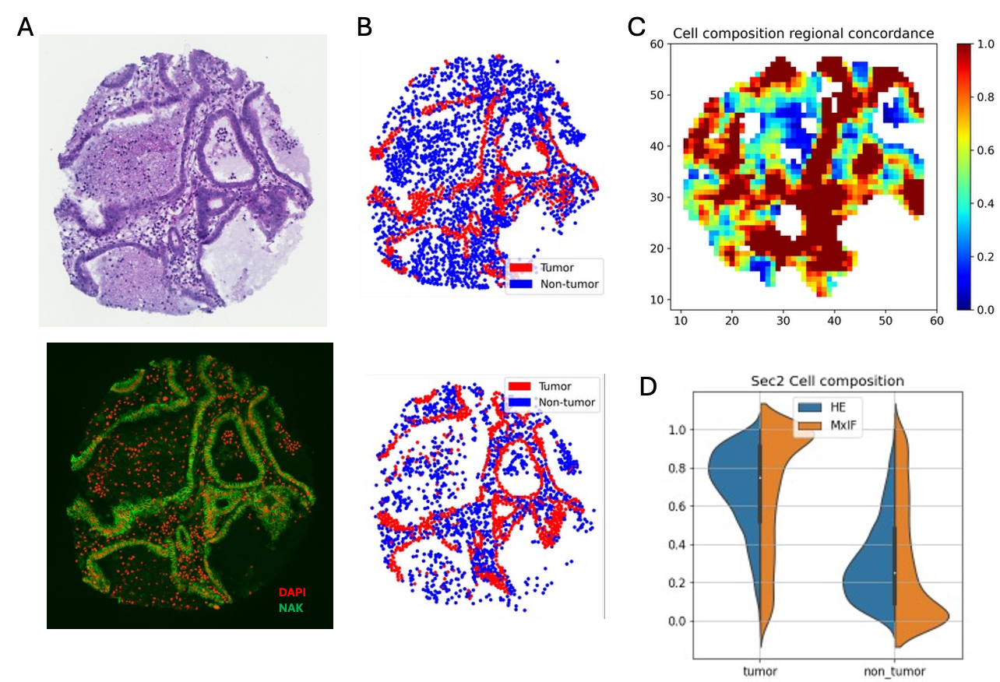 A
B
C
Cell composition regional concordance
60
50
40
30
20
10
10 20 30 40 50 60
1.0
0.8
0.6
0.4
0.2
0.0
Tumor
Non-tumor
DAPI
NAK
Tumor
Non-tumor
D
Sec2 Cell composition
HE
MxIF
1.0
0.8
0.6
0.4
0.2
0.0
tumor non_tumor